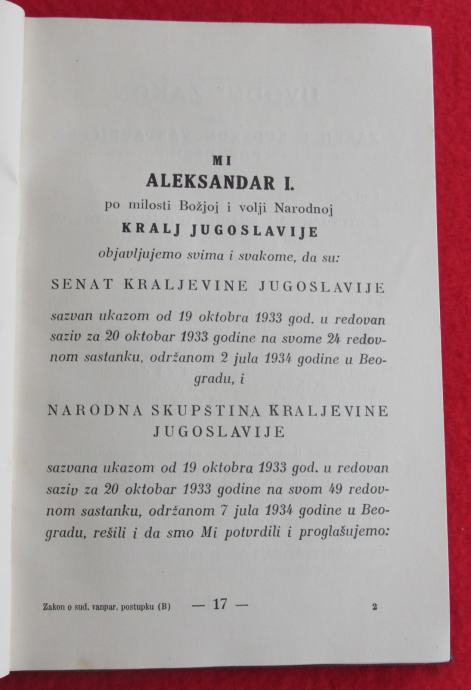 MI
ALEKSANDAR I.
po milosti Božjoj i volji Narodnoj
KRALJ JUGOSLAVIJE
objavljujemo svima i svakome, da su:
SENAT KRALJEVINE JUGOSLAVIJE
sazvan ukazom od 19 oktobra 1933 god. u redovan
saziv za 20 oktobar 1933 godine na svome 24 redov-
nom sastanku, održanom 2 jula 1934 godine u Beo-
gradu, i
NARODNA SKUPŠTINA KRALJEVINE
JUGOSLAVIJE
sazvana ukazom od 19 oktobra 1933 god. u redovan
saziv za 20 oktobar 1933 godine na svom 49 redov-
nom sastanku, održanom 7 jula 1934 godine u Beo-
gradu, rešili i da smo Mi potvrdili i proglašujemo:
Zakon o sud. vanpar. postupku (B) — 17 — 2